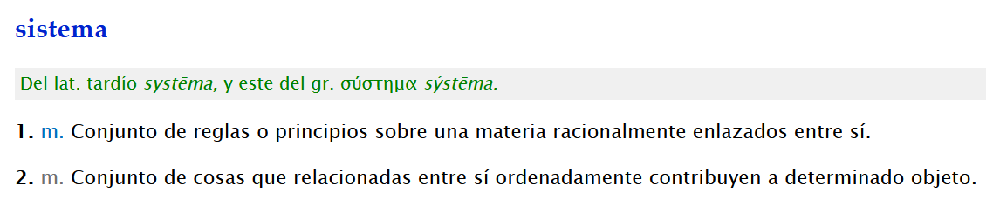 sistema
Del lat. tardío systēma, y este del gr. σύστημα sýstēma.
1. m. Conjunto de reglas o principios sobre una materia racionalmente enlazados entre sí.
2. m. Conjunto de cosas que relacionadas entre sí ordenadamente contribuyen a determinado objeto.